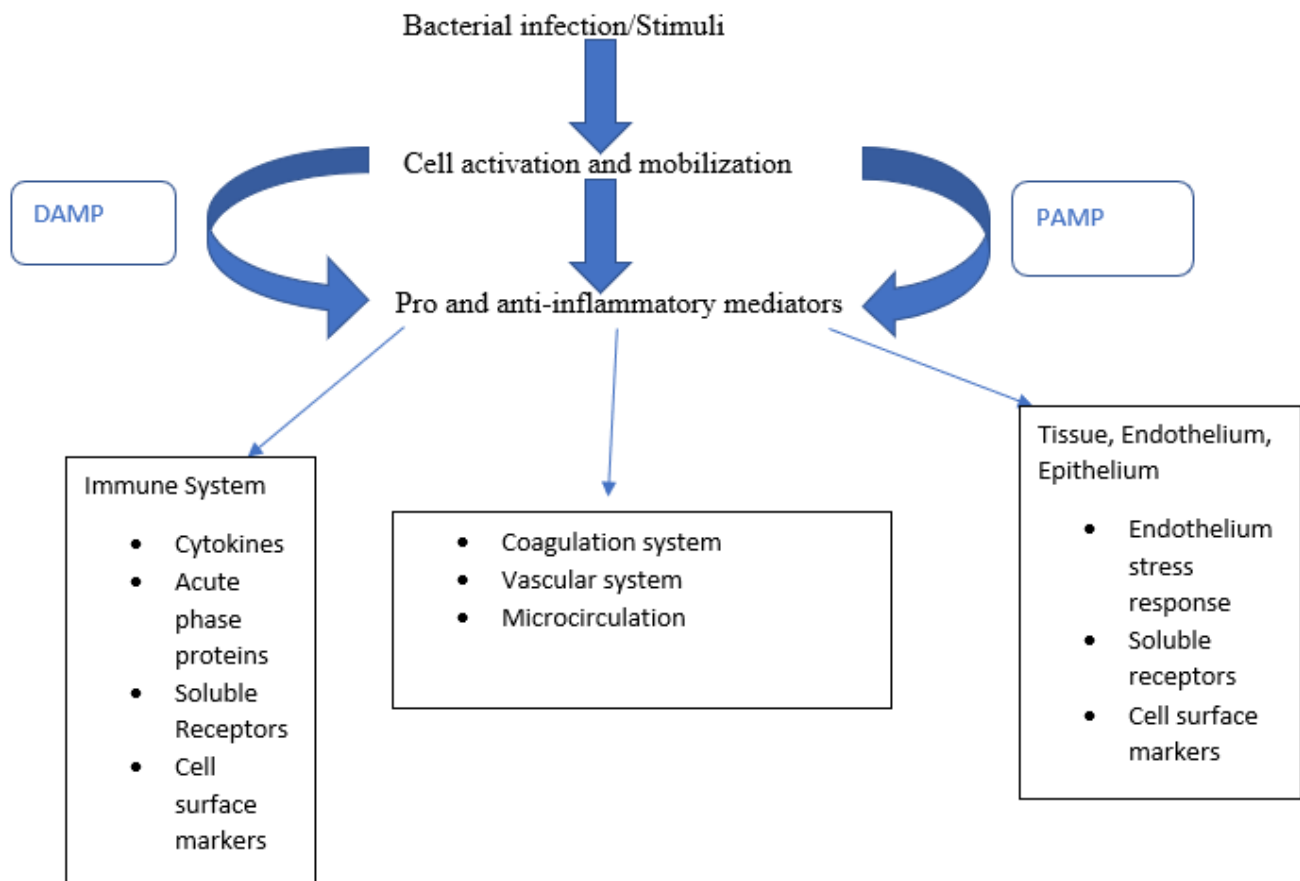 Bacterial infection/Stimuli
Cell activation and mobilization
DAMP
PAMP
Pro and anti-inflammatory mediators
Immune System
• Cytokines
• Acute
phase
proteins
• Soluble
Receptors
• Cell
surface
markers
• Coagulation system
• Vascular system
• Microcirculation
Tissue, Endothelium,
Epithelium
• Endothelium
stress
response
• Soluble
receptors
• Cell surface
markers